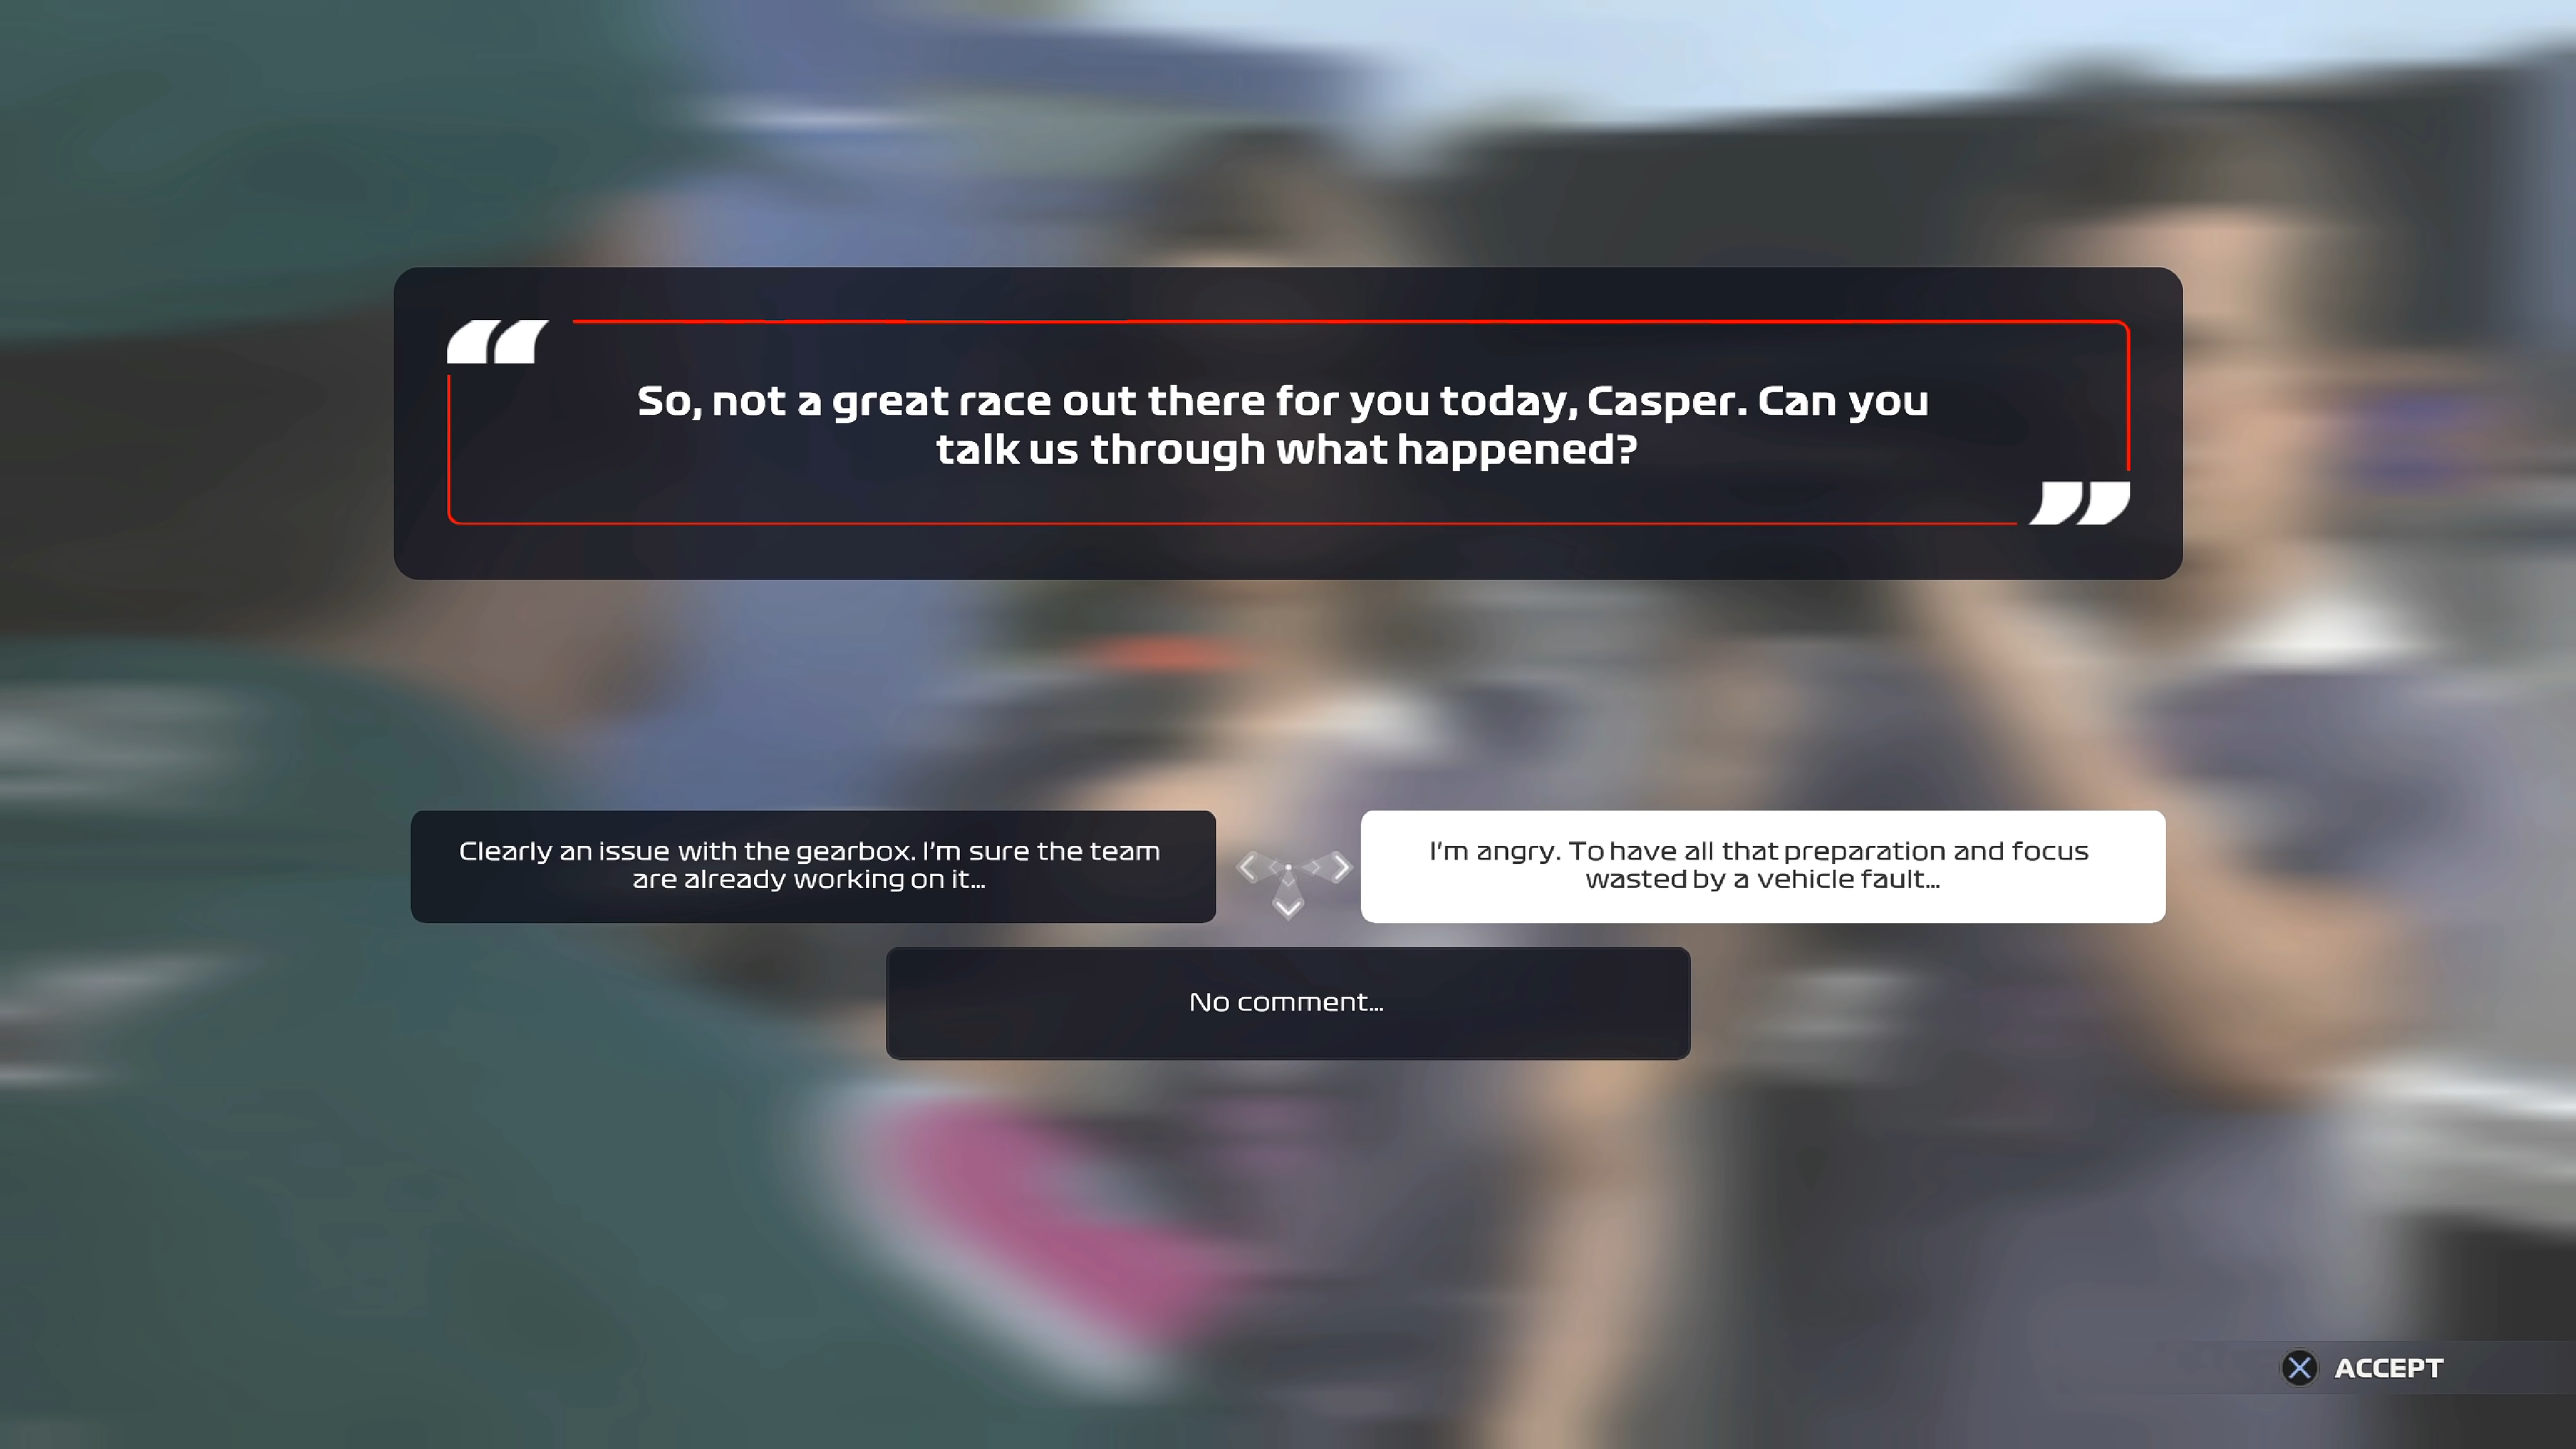 So, not a great race out there for you today, Casper. Can you
talk us through what happened?
Clearly an issue with the gearbox. I'm sure the team
are already working on it...
I'm angry. To have all that preparation and focus
wasted by a vehicle fault...
No comment...
ACCEPT